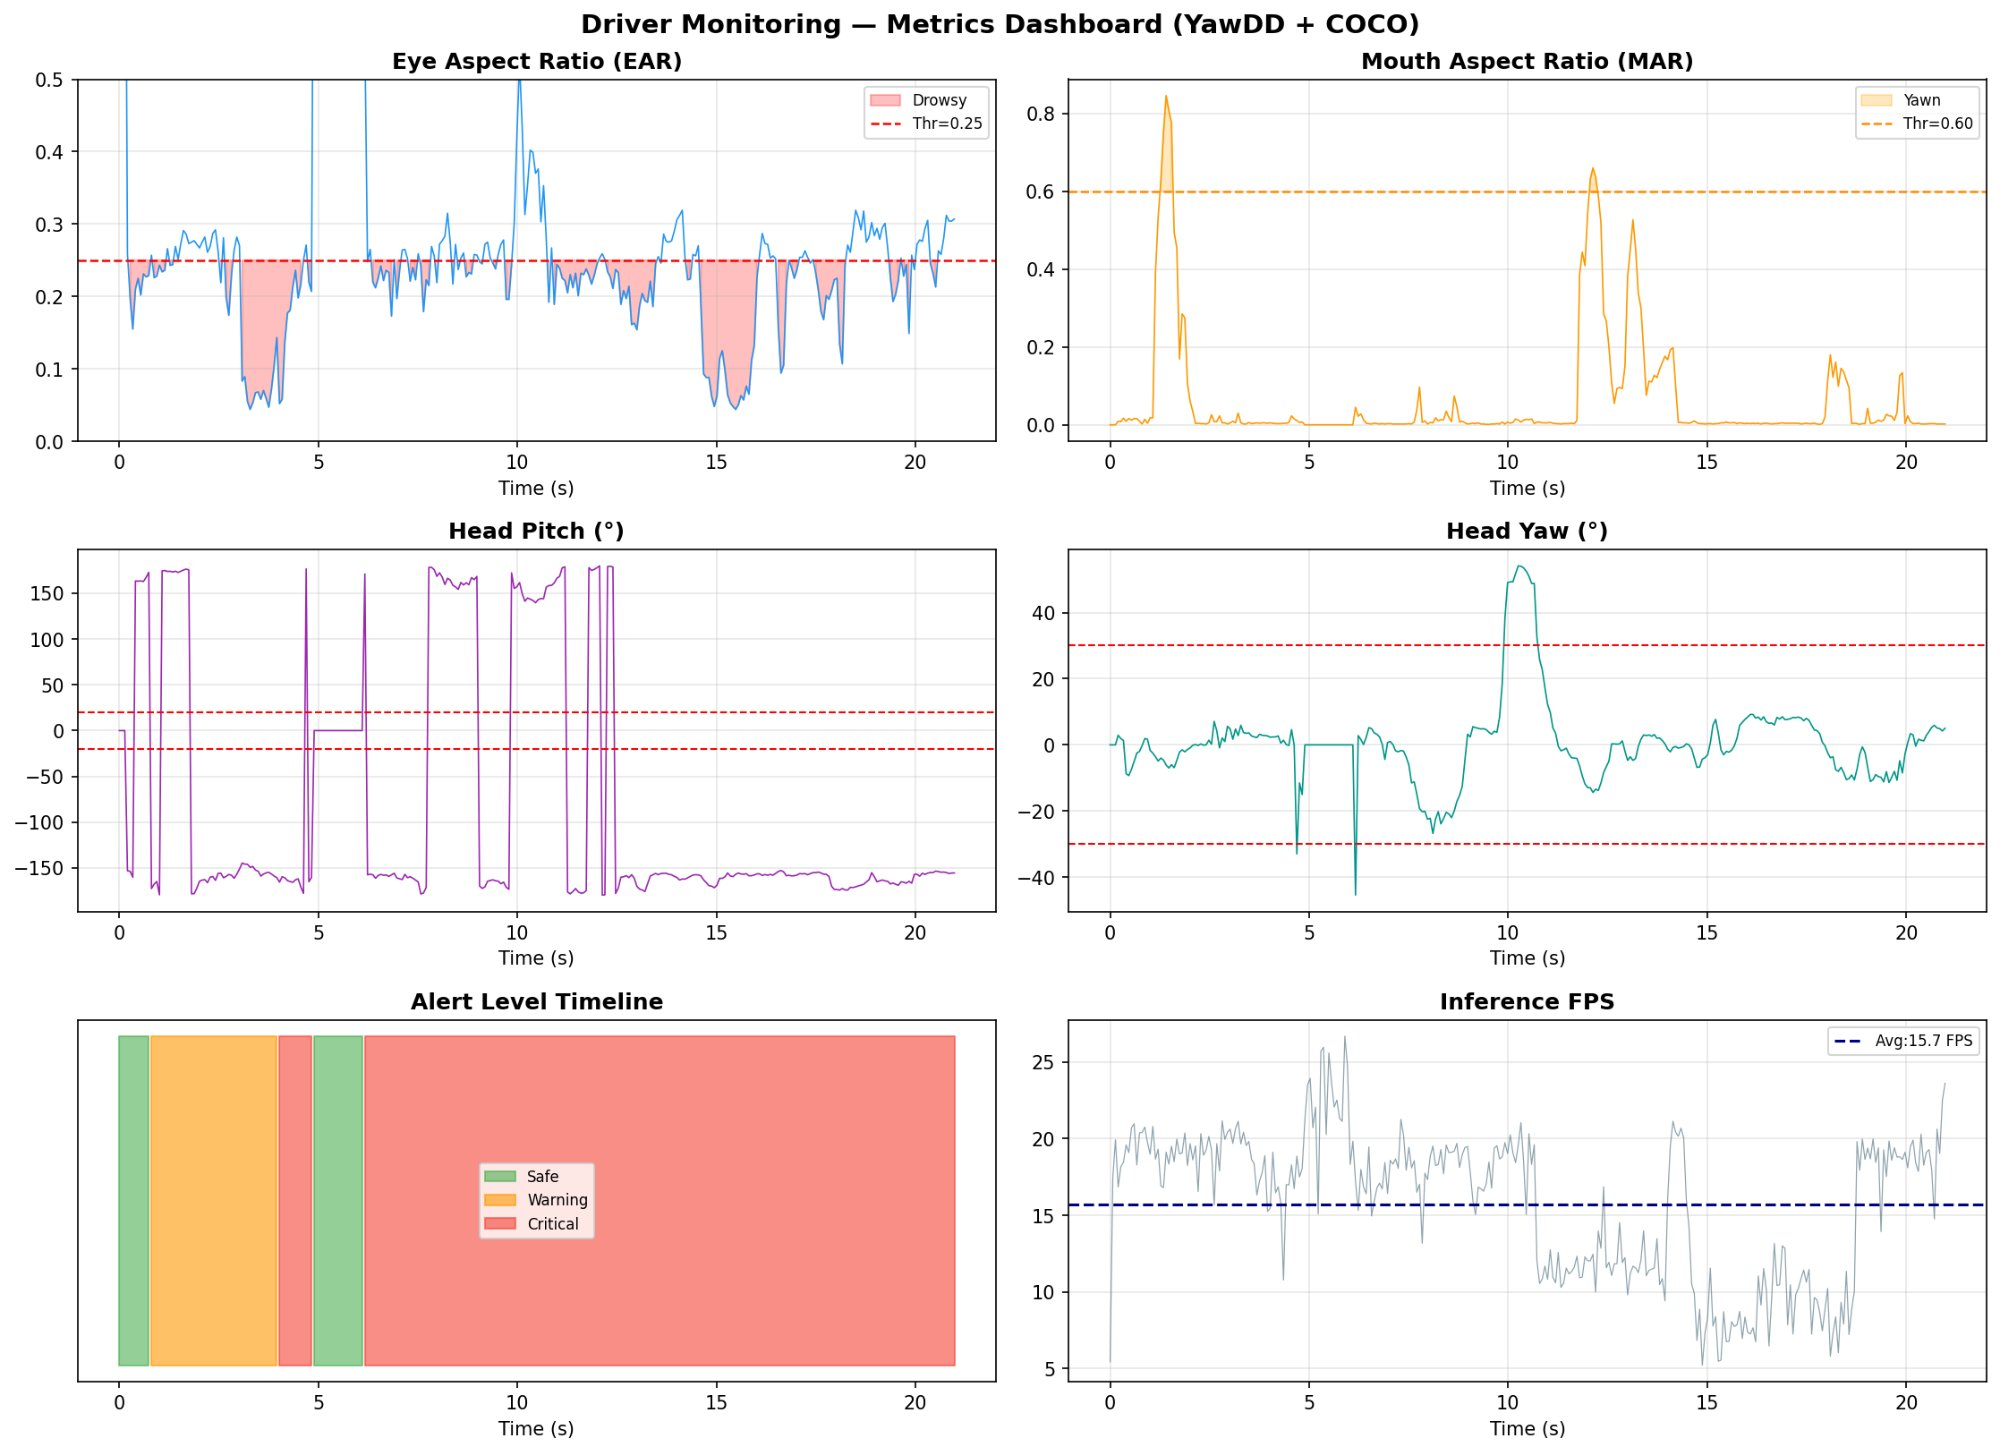 Driver Monitoring — Metrics Dashboard (YawDD + COCO)
Eye Aspect Ratio (EAR)
0.5
0.4
0.3
0.2
0.1
0.0
Drowsy
Thr=0.25
0 5 10 15 20
Time (s)
Mouth Aspect Ratio (MAR)
0.8
0.6
0.4
0.2
0.0
Yawn
Thr=0.60
0 5 10 15 20
Time (s)
Head Pitch (°)
150
100
50
0
−50
−100
−150
0 5 10 15 20
Time (s)
Head Yaw (°)
40
20
0
−20
−40
0 5 10 15 20
Time (s)
Alert Level Timeline
Safe
Warning
Critical
0 5 10 15 20
Time (s)
Inference FPS
25
20
15
10
5
Avg:15.7 FPS
0 5 10 15 20
Time (s)